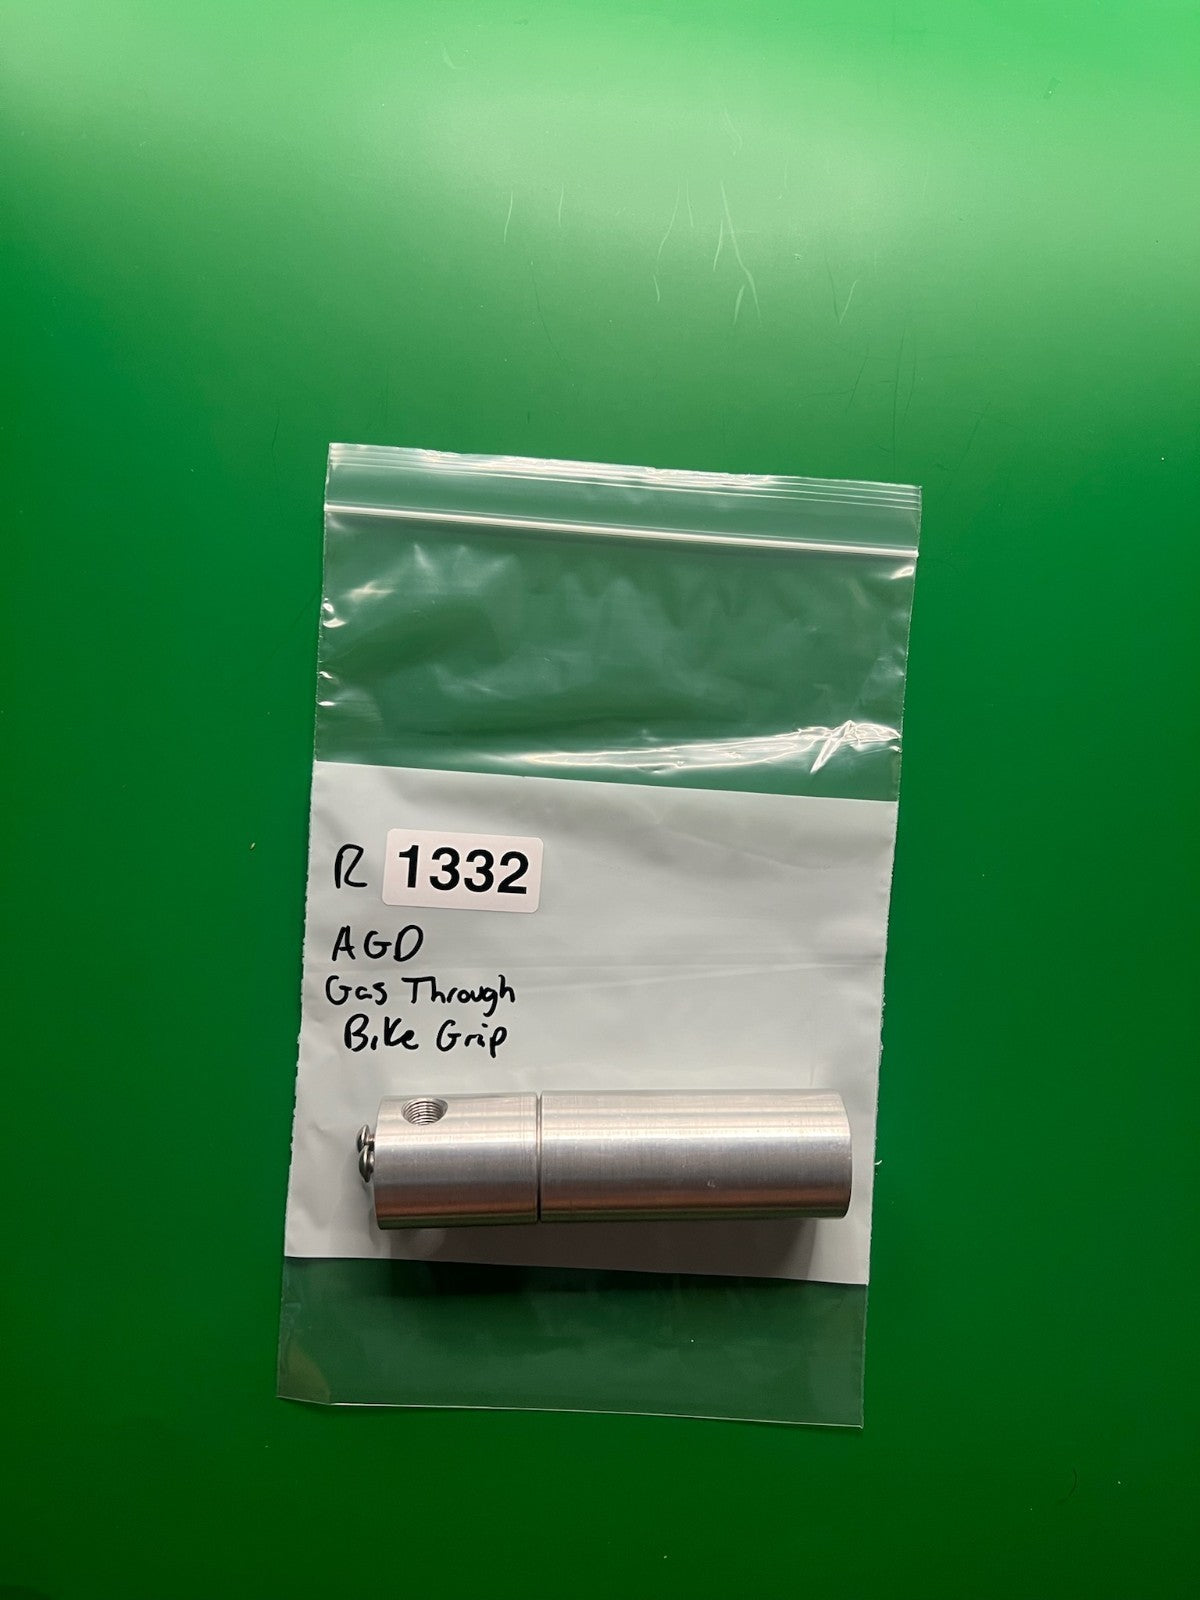 R 1332
AGD
Gas Through
Bike Grip